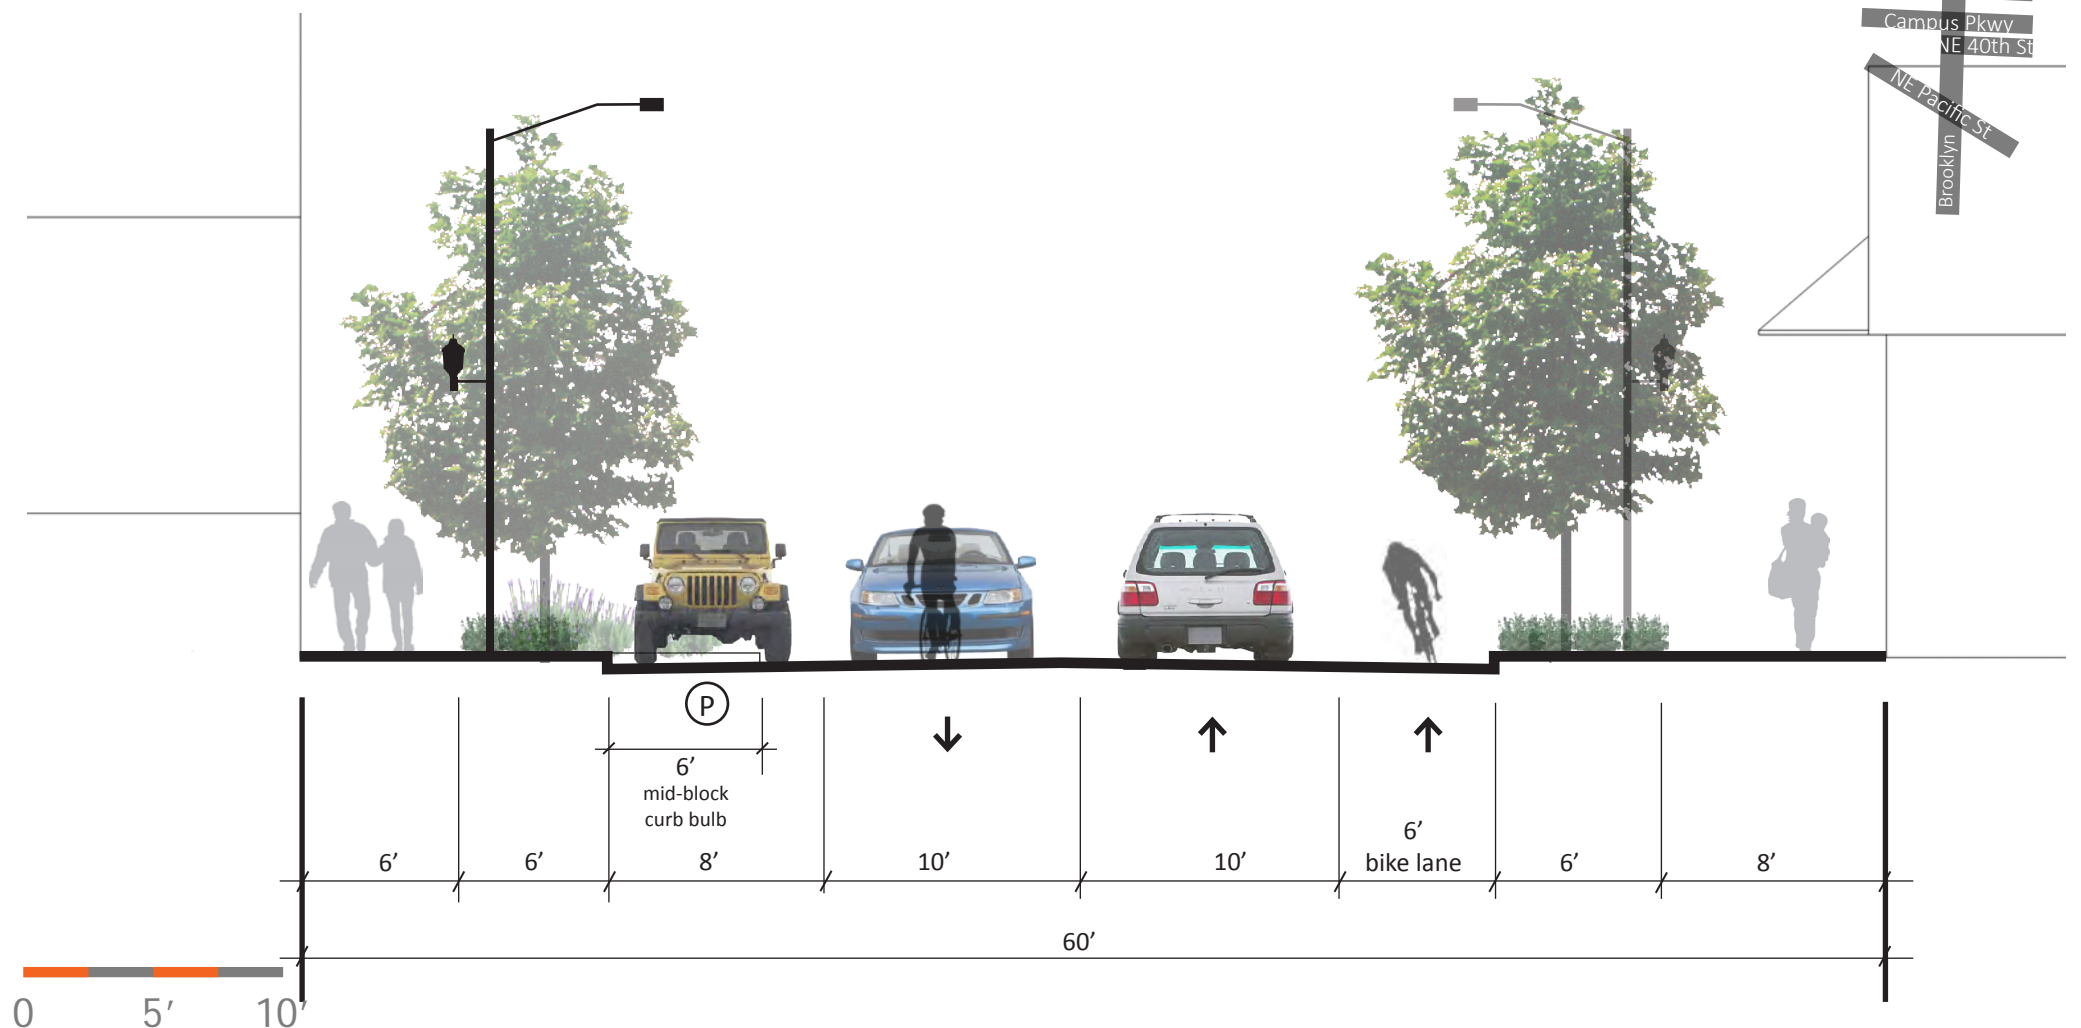 Campus Pkwy
NE 40th St
NE Pacific St
Brooklyn
P
6’
mid-block
curb bulb
6’
6’
8’
10’
10’
6’
bike lane
6’
8’
60’
0
5’
10’